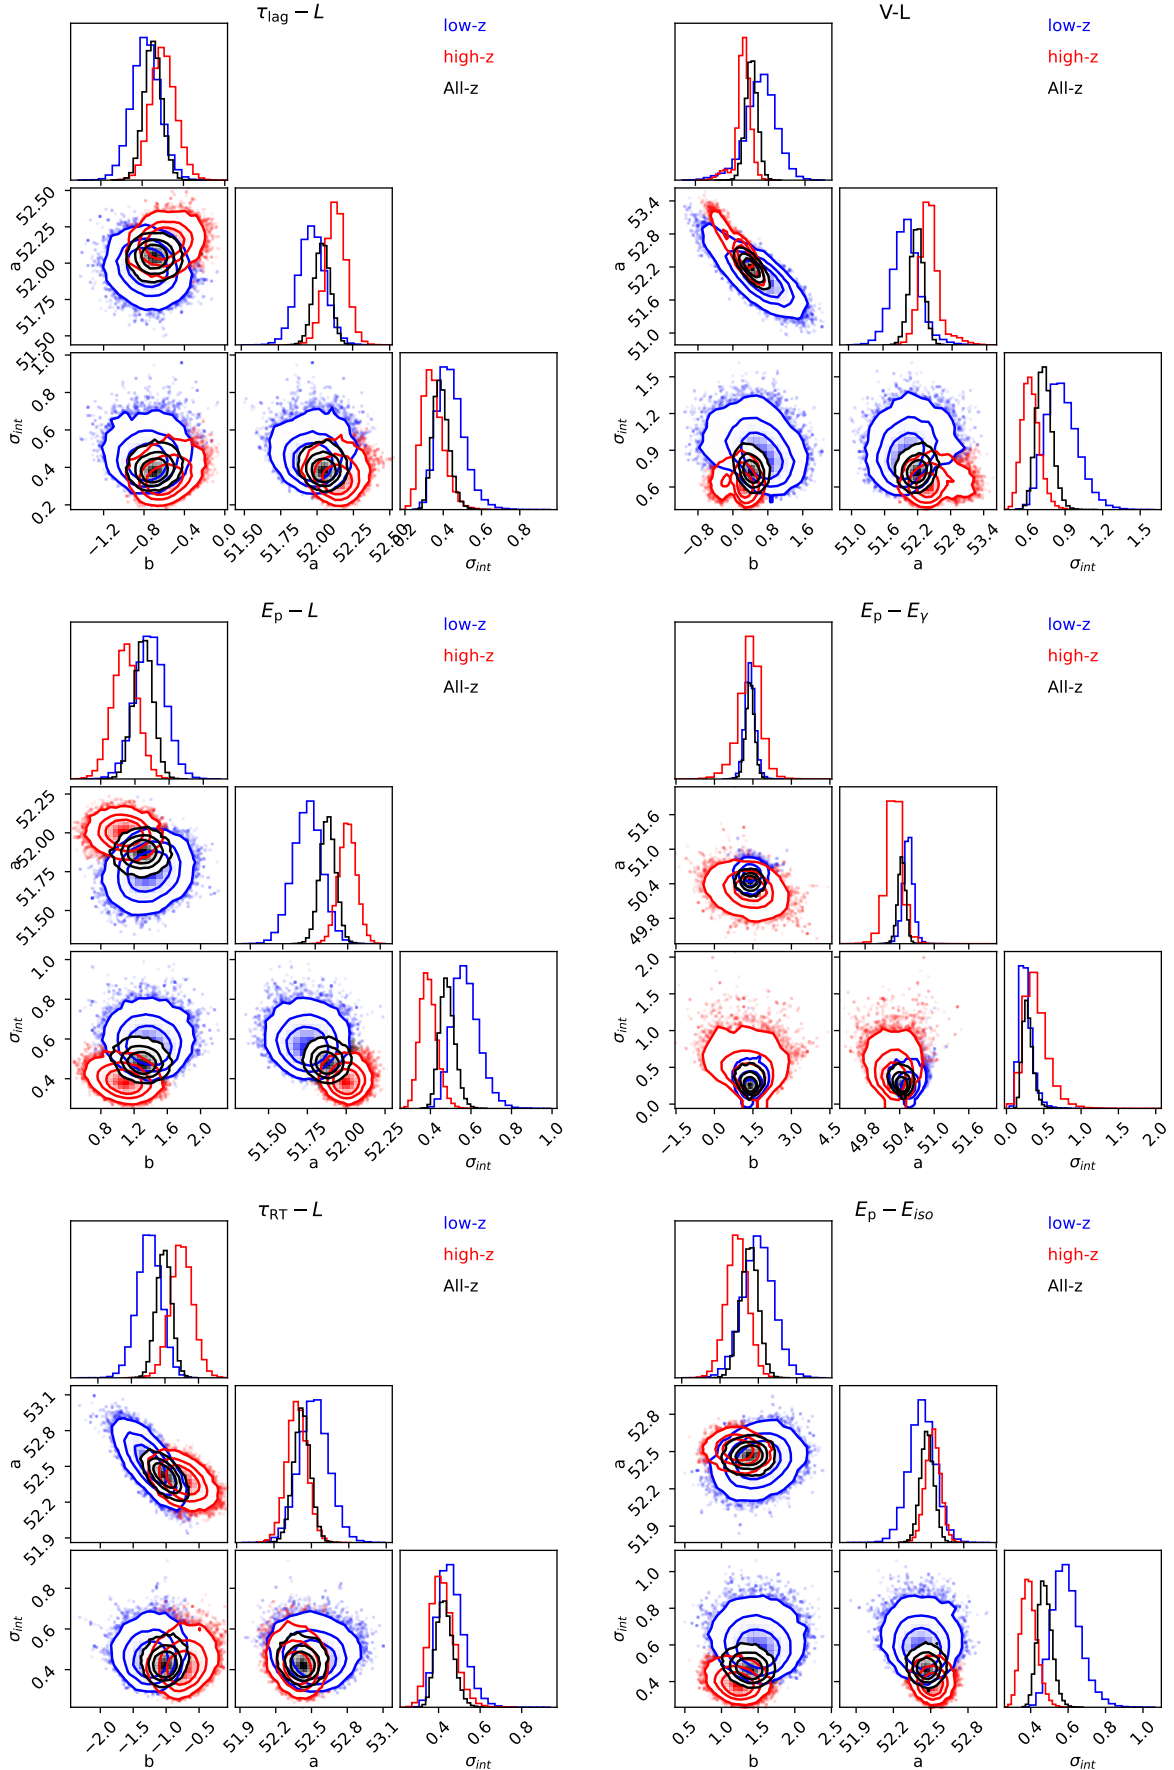 τlag − L
low-z
high-z
All-z
52.50
52.25
52.00
51.75
51.50
a
1.0
0.8
0.6
0.4
0.2
σint
−1.2
−0.8
−0.4
0.0
b
51.50
51.75
52.00
52.25
52.50
a
0.2
0.4
0.6
0.8
1.0
σint
V-L
low-z
high-z
All-z
53.4
52.8
52.2
51.6
51.0
a
1.5
1.2
0.9
0.6
σint
−0.8
0.0
0.8
1.6
b
51.0
51.6
52.2
52.8
53.4
a
0.6
0.9
1.2
1.5
σint
Ep − L
low-z
high-z
All-z
52.25
52.00
51.75
51.50
a
1.0
0.8
0.6
0.4
σint
0.8
1.2
1.6
2.0
b
51.50
51.75
52.00
52.25
a
0.4
0.6
0.8
1.0
σint
Ep − Eγ
low-z
high-z
All-z
51.6
51.0
50.4
49.8
a
2.0
1.5
1.0
0.5
0.0
σint
−1.5
0.0
1.5
3.0
4.5
b
49.8
50.4
51.0
51.6
a
0.0
0.5
1.0
1.5
2.0
σint
τRT − L
low-z
high-z
All-z
53.1
52.8
52.5
52.2
51.9
a
0.8
0.6
0.4
σint
−2.0
−1.5
−1.0
−0.5
b
51.9
52.2
52.5
52.8
53.1
a
0.4
0.6
0.8
σint
Ep − Eiso
low-z
high-z
All-z
52.8
52.5
52.2
51.9
a
1.0
0.8
0.6
0.4
σint
0.5
1.0
1.5
2.0
2.5
b
51.9
52.2
52.5
52.8
a
0.4
0.6
0.8
1.0
σint